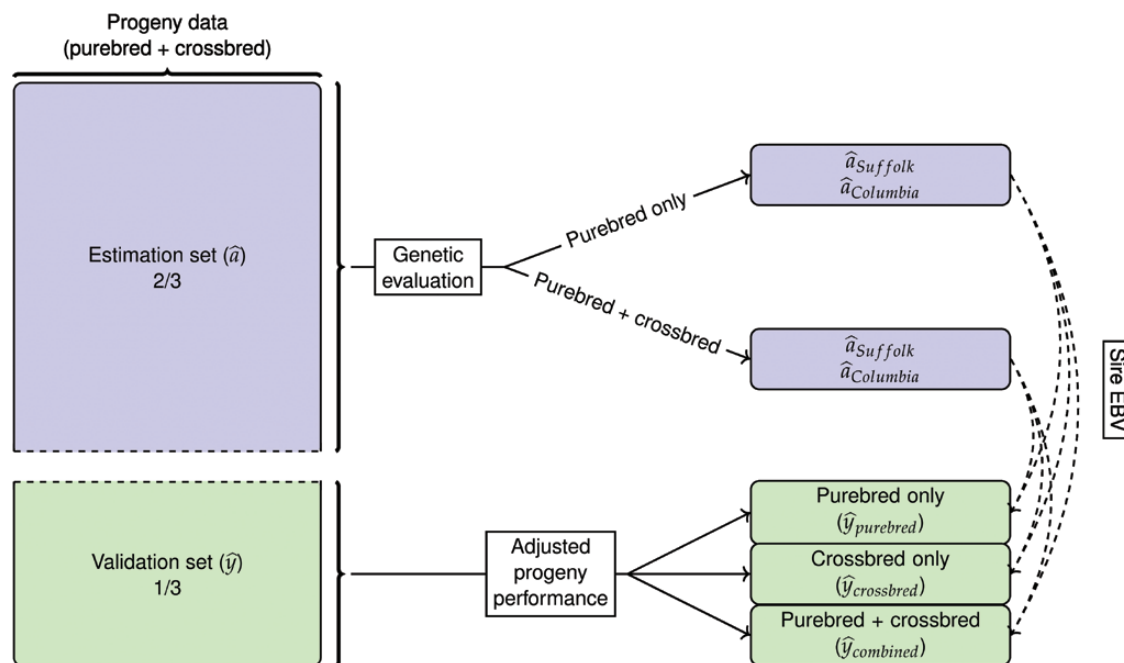 Progeny data
(purebred + crossbred)
Estimation set (â)
2/3
Genetic
evaluation
Purebred only
Purebred + crossbred
â_Suffolk
â_Columbia
â_Suffolk
â_Columbia
Sire EBV
Validation set (ŷ)
1/3
Adjusted
progeny
performance
Purebred only
(ŷ_purebred)
Crossbred only
(ŷ_crossbred)
Purebred + crossbred
(ŷ_combined)